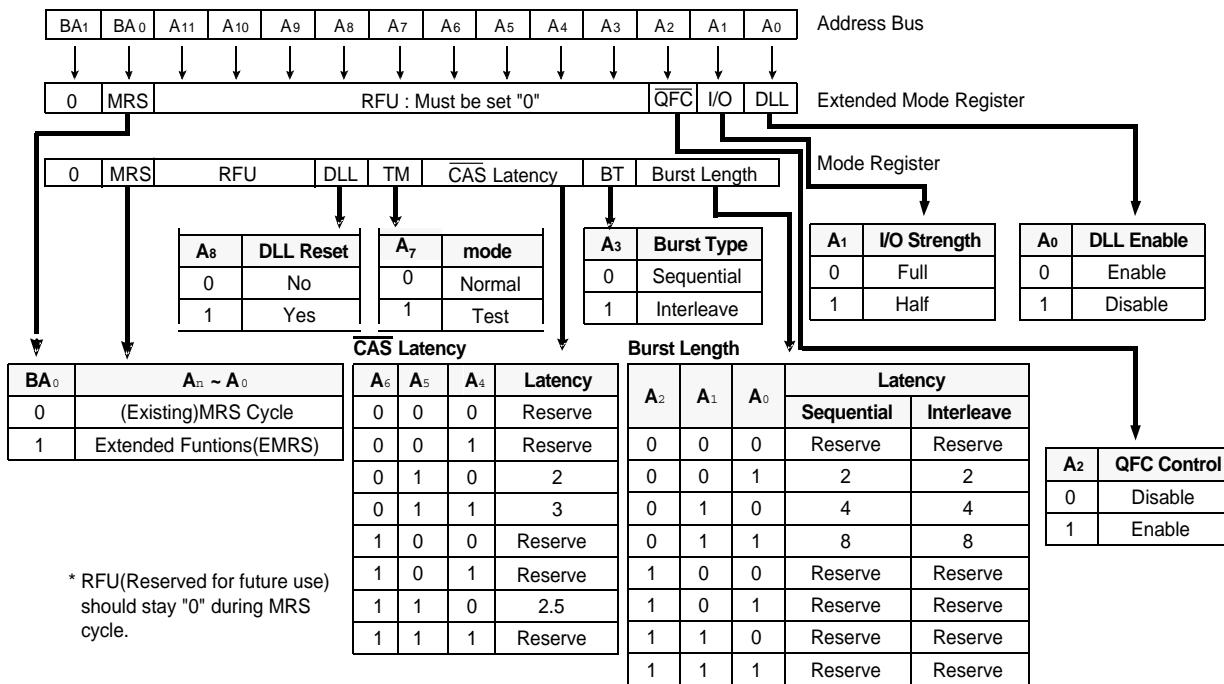 BA1 BA0 A11 A10 A9 A8 A7 A6 A5 A4 A3 A2 A1 A0 Address Bus
0 MRS RFU : Must be set "0" QFC I/O DLL Extended Mode Register
Mode Register
0 MRS RFU DLL TM CAS Latency BT Burst Length
A8 DLL Reset
0 No
1 Yes
A7 mode
0 Normal
1 Test
A3 Burst Type
0 Sequential
1 Interleave
A1 I/O Strength
0 Full
1 Half
A0 DLL Enable
0 Enable
1 Disable
BA0 An ~ A0
0 (Existing)MRS Cycle
1 Extended Funtions(EMRS)
CAS Latency
A6 A5 A4 Latency
0 0 0 Reserve
0 0 1 Reserve
0 1 0 2
0 1 1 3
1 0 0 Reserve
1 0 1 Reserve
1 1 0 2.5
1 1 1 Reserve
Burst Length
A2 A1 A0 Latency
Sequential Interleave
0 0 0 Reserve Reserve
0 0 1 2 2
0 1 0 4 4
0 1 1 8 8
1 0 0 Reserve Reserve
1 0 1 Reserve Reserve
1 1 0 Reserve Reserve
1 1 1 Reserve Reserve
A2 QFC Control
0 Disable
1 Enable
* RFU(Reserved for future use)
should stay "0" during MRS
cycle.